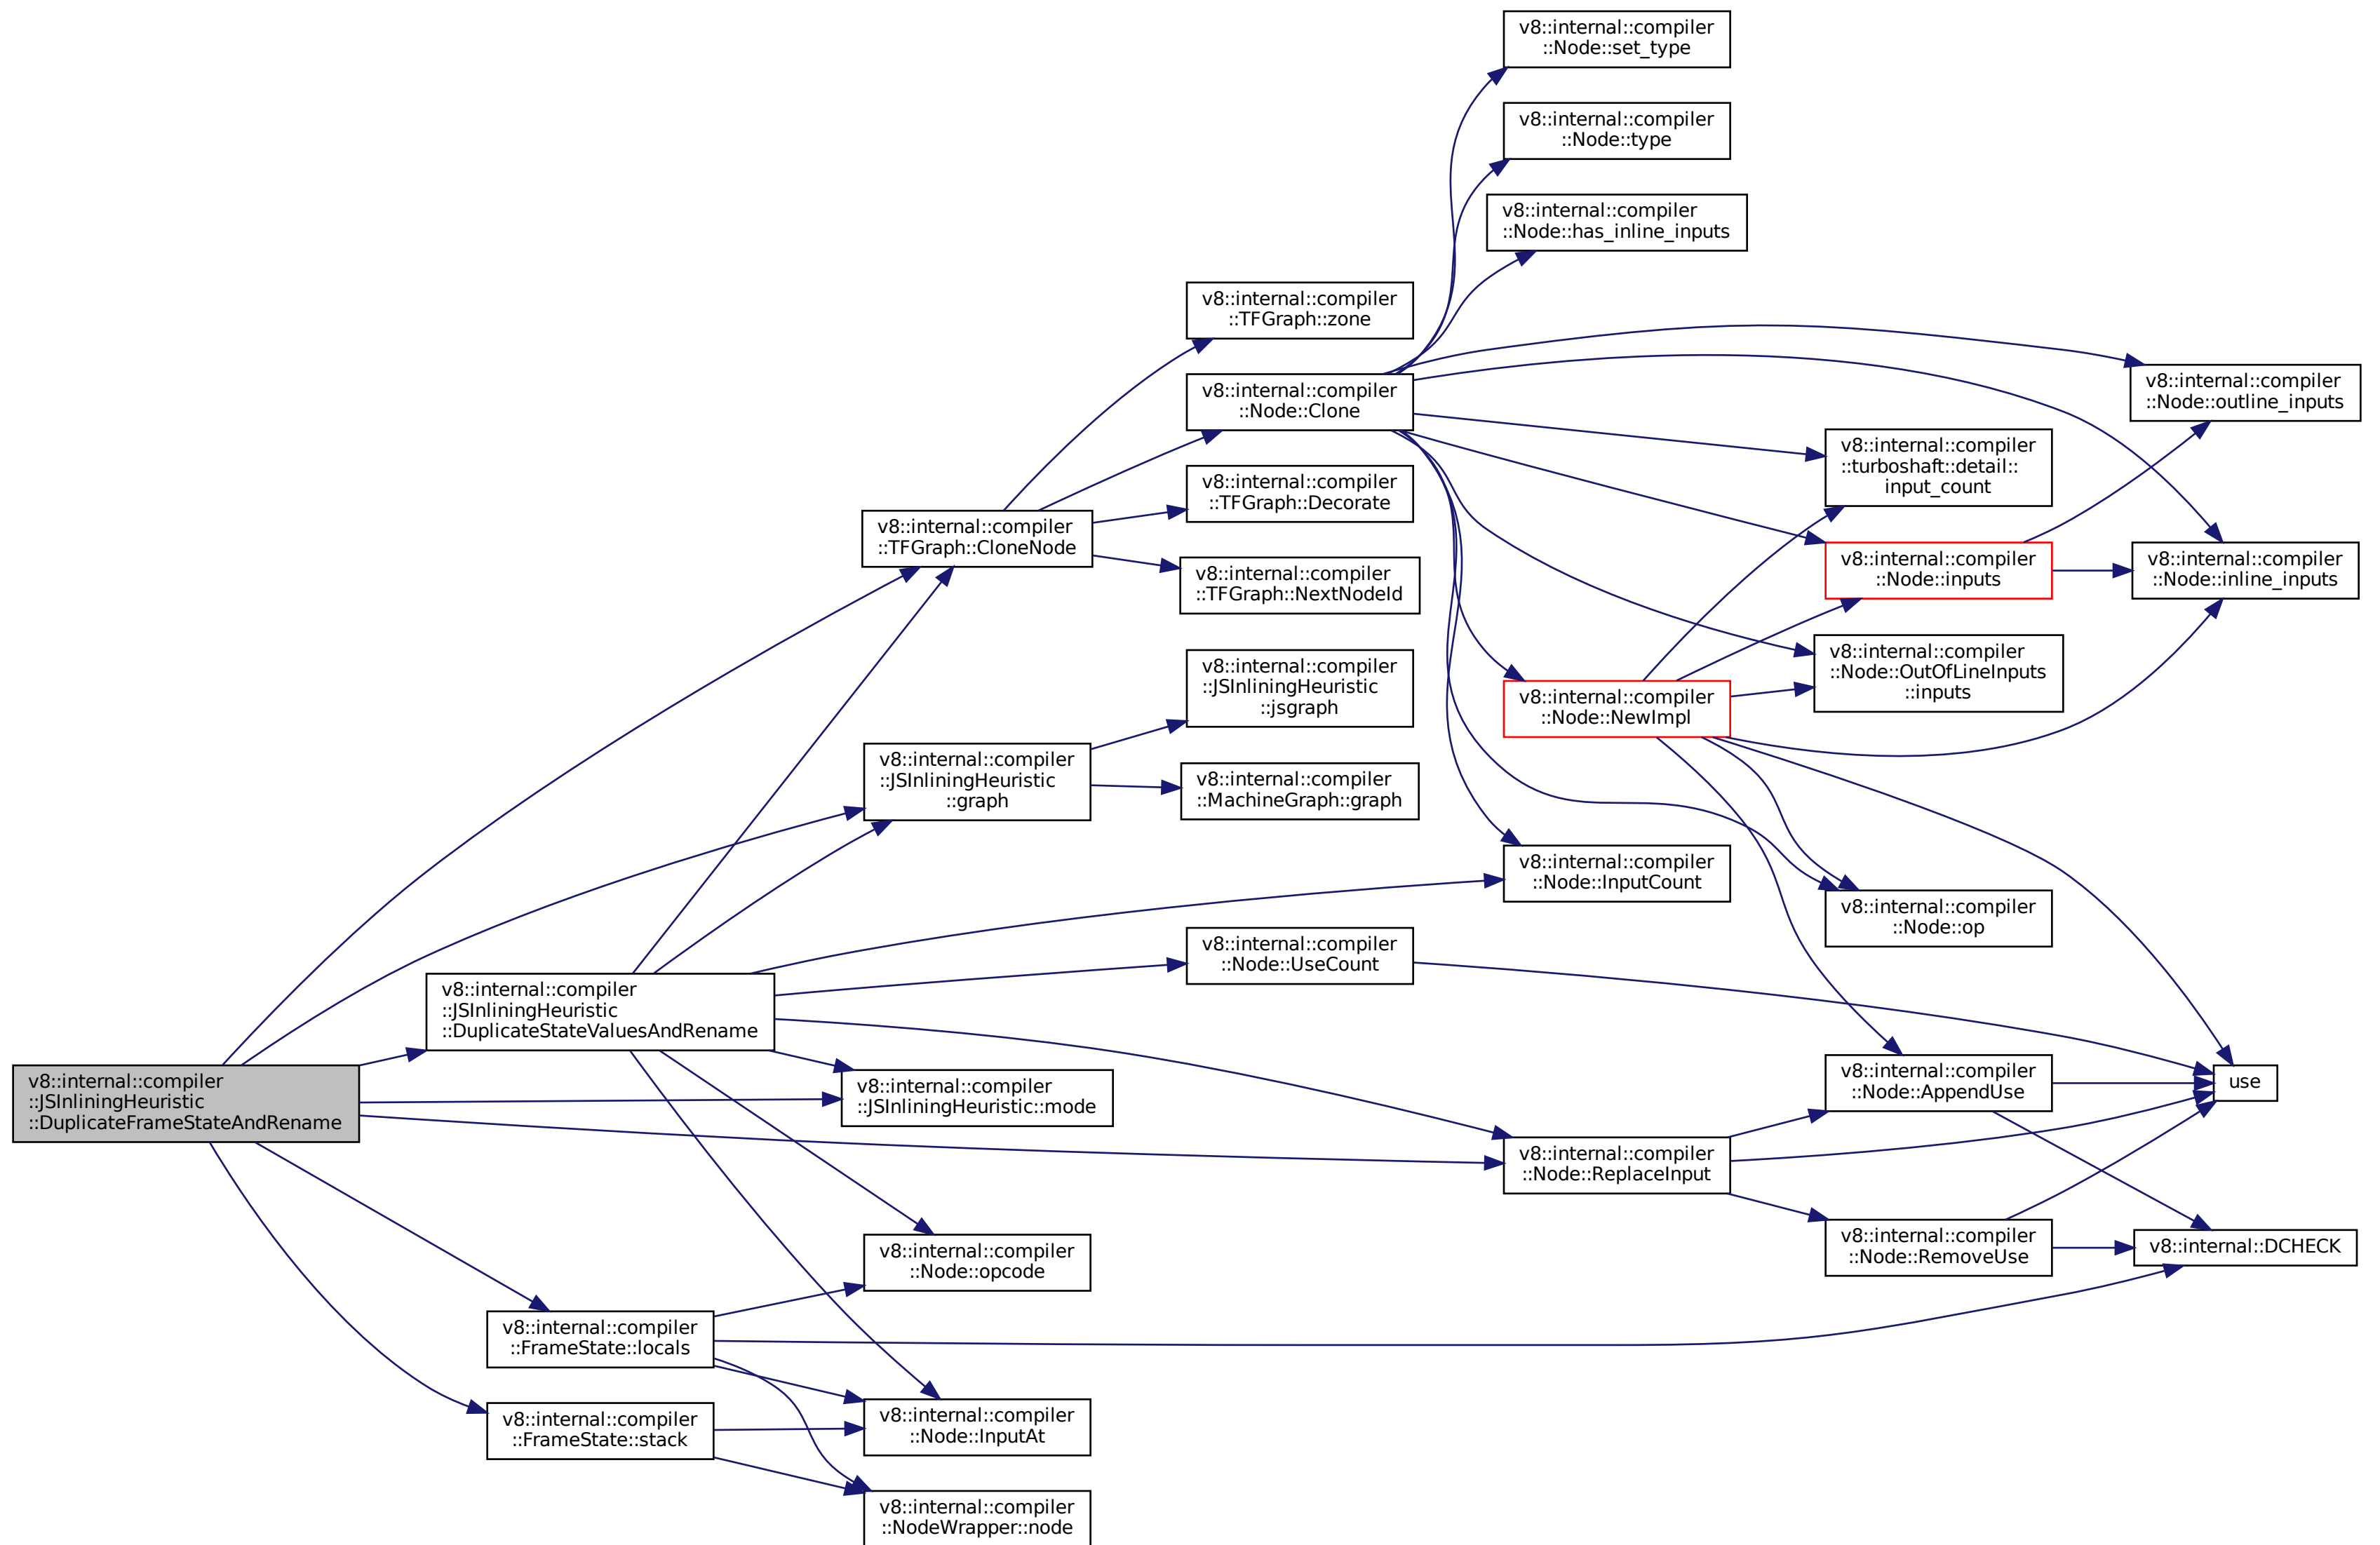 v8::internal::compiler
::Node::set_type
v8::internal::compiler
::Node::type
v8::internal::compiler
::Node::has_inline_inputs
v8::internal::compiler
::TFGraph::zone
v8::internal::compiler
::Node::Clone
v8::internal::compiler
::Node::outline_inputs
v8::internal::compiler
::turboshaft::detail::
input_count
v8::internal::compiler
::TFGraph::Decorate
v8::internal::compiler
::TFGraph::CloneNode
v8::internal::compiler
::Node::inputs
v8::internal::compiler
::Node::inline_inputs
v8::internal::compiler
::TFGraph::NextNodeId
v8::internal::compiler
::Node::OutOfLineInputs
::inputs
v8::internal::compiler
::JSInliningHeuristic
::jsgraph
v8::internal::compiler
::Node::NewImpl
v8::internal::compiler
::JSInliningHeuristic
::graph
v8::internal::compiler
::MachineGraph::graph
v8::internal::compiler
::Node::InputCount
v8::internal::compiler
::Node::op
v8::internal::compiler
::Node::UseCount
v8::internal::compiler
::JSInliningHeuristic
::DuplicateStateValuesAndRename
v8::internal::compiler
::JSInliningHeuristic
::DuplicateFrameStateAndRename
v8::internal::compiler
::JSInliningHeuristic::mode
v8::internal::compiler
::Node::AppendUse
use
v8::internal::compiler
::Node::ReplaceInput
v8::internal::compiler
::Node::RemoveUse
v8::internal::DCHECK
v8::internal::compiler
::Node::opcode
v8::internal::compiler
::FrameState::locals
v8::internal::compiler
::Node::InputAt
v8::internal::compiler
::FrameState::stack
v8::internal::compiler
::NodeWrapper::node